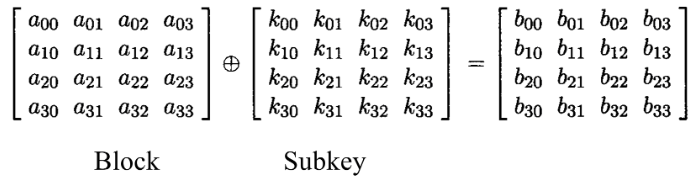 a00 a01 a02 a03 k00 k01 k02 k03 b00 b01 b02 b03
a10 a11 a12 a13 k10 k11 k12 k13 b10 b11 b12 b13
⊕ =
a20 a21 a22 a23 k20 k21 k22 k23 b20 b21 b22 b23
a30 a31 a32 a33 k30 k31 k32 k33 b30 b31 b32 b33
Block Subkey